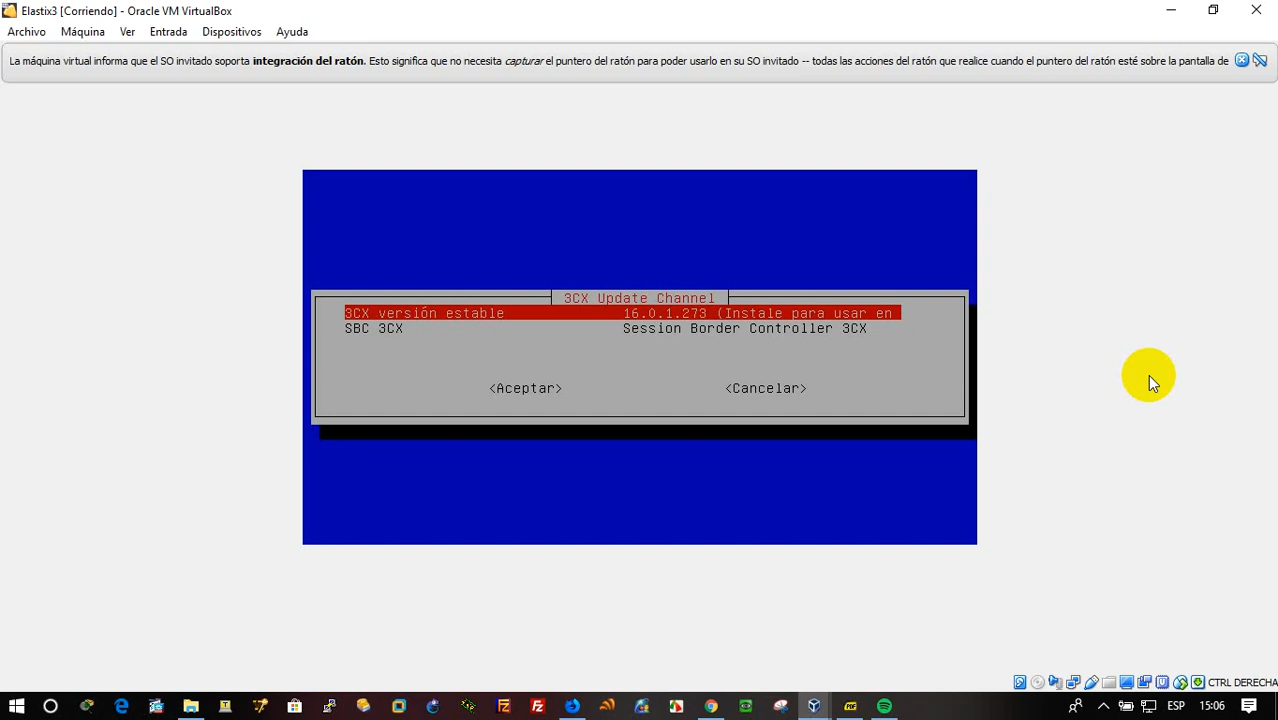 Elastix3 [Corriendo] - Oracle VM VirtualBox
Archivo Máquina Ver Entrada Dispositivos Ayuda
La máquina virtual informa que el SO invitado soporta integración del ratón. Esto significa que no necesita capturar el puntero del ratón para poder usarlo en su SO invitado -- todas las acciones del ratón que realice cuando el puntero del ratón esté sobre la pantalla de
3CX Update Channel
3CX versión estable 16.0.1.273 (Instale para usar en
SBC 3CX Session Border Controller 3CX
<Aceptar> <Cancelar>
CTRL DERECHA
ESP 15:06